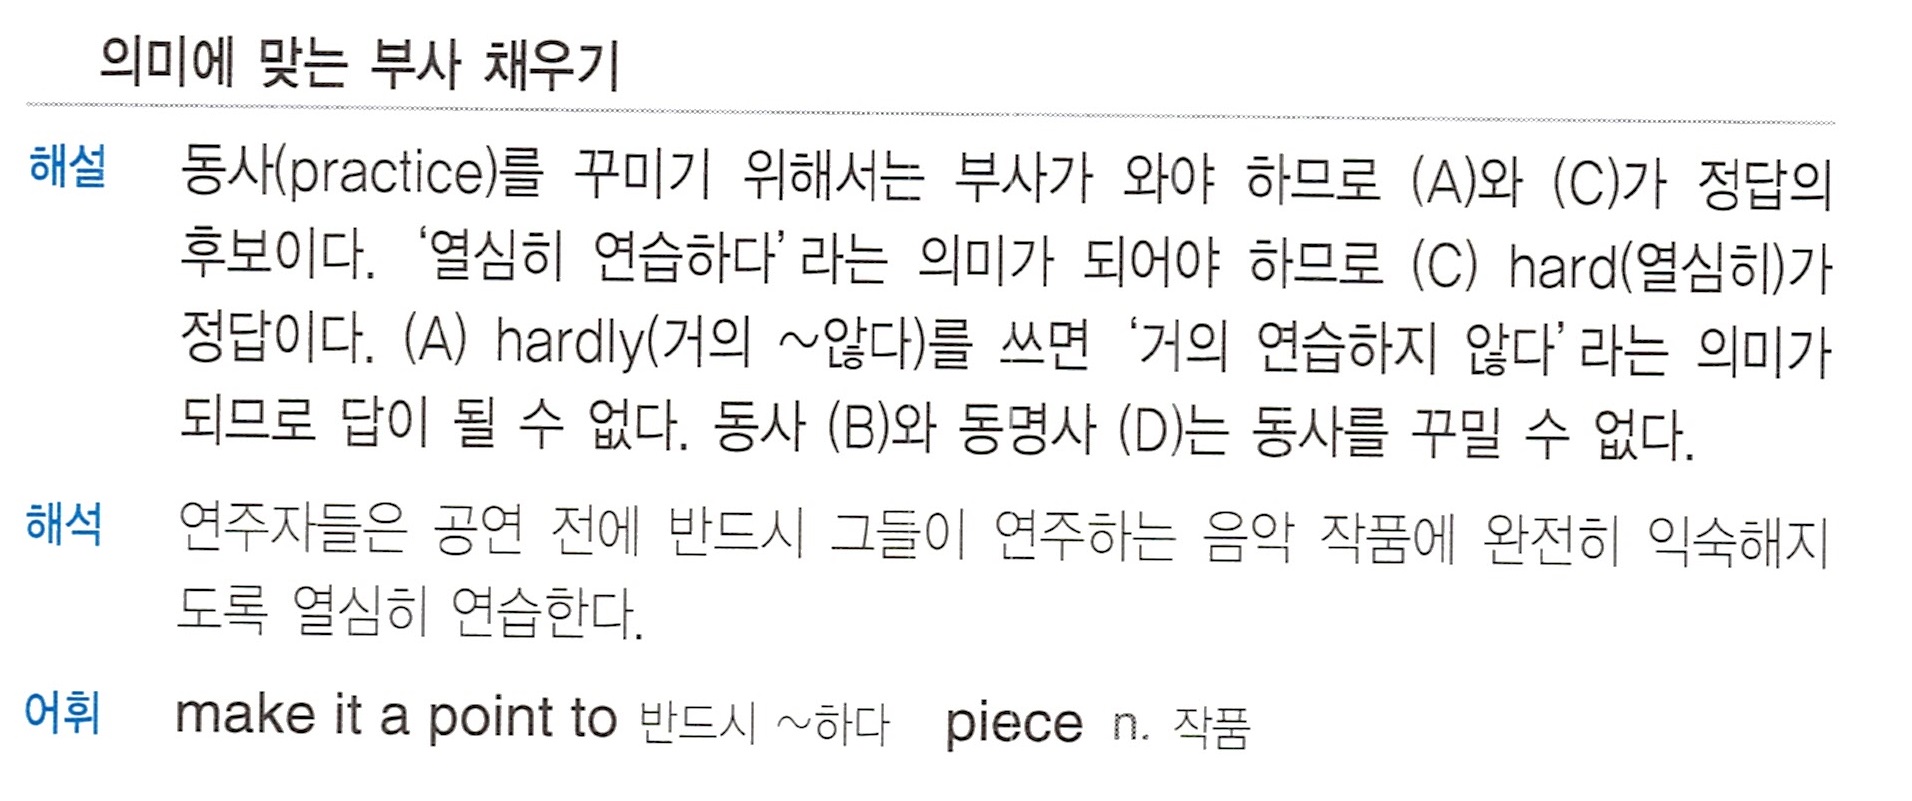 의미에 맞는 부사 채우기
해설 동사(practice)를 꾸미기 위해서는 부사가 와야 하므로 (A)와 (C)가 정답의
후보이다. ‘열심히 연습하다’라는 의미가 되어야 하므로 (C) hard(열심히)가
정답이다. (A) hardly(거의 ~않다)를 쓰면 ‘거의 연습하지 않다’라는 의미가
되므로 답이 될 수 없다. 동사 (B)와 동명사 (D)는 동사를 꾸밀 수 없다.
해석 연주자들은 공연 전에 반드시 그들이 연주하는 음악 작품에 완전히 익숙해지
도록 열심히 연습한다.
어휘 make it a point to 반드시 ~하다 piece n. 작품